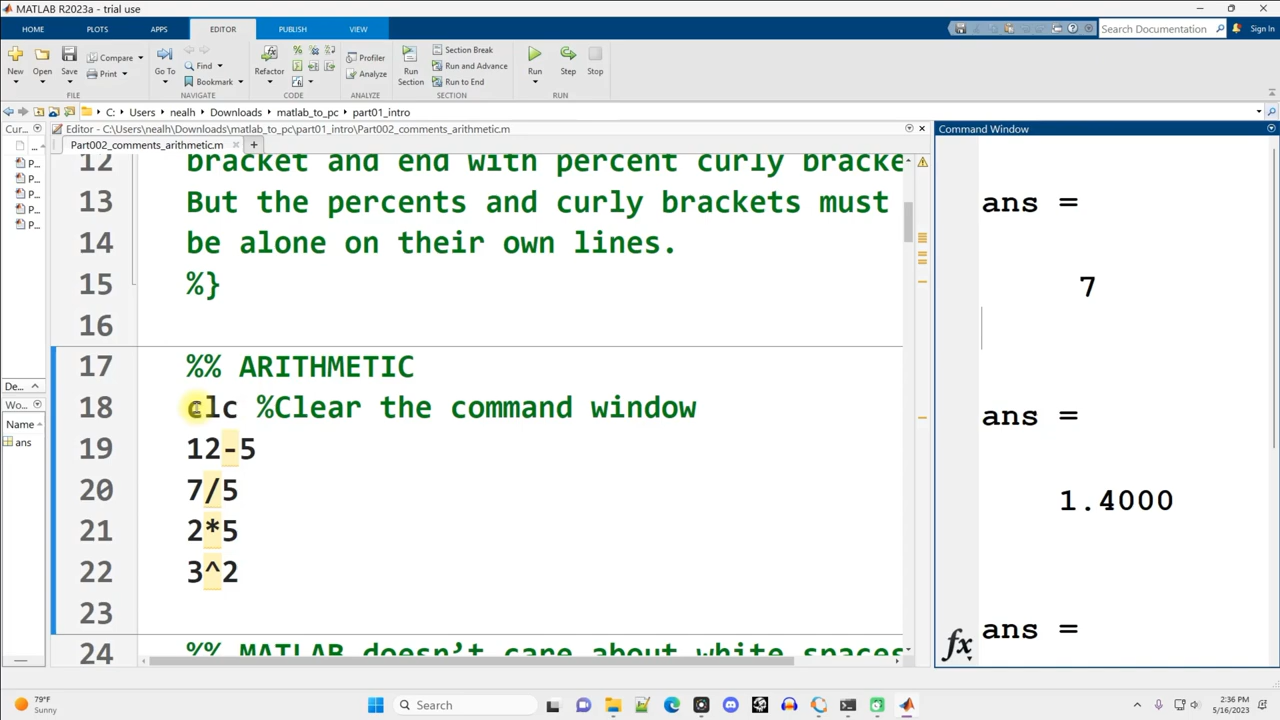 MATLAB R2023a - trial use
HOME PLOTS APPS EDITOR PUBLISH VIEW
Search Documentation
Sign In
New Open Save
Compare
Print
Go To
Find
Bookmark
Refactor
Profiler
Analyze
Run Section
Section Break
Run and Advance
Run to End
Run Step Stop
FILE NAVIGATE CODE ANALYZE SECTION RUN
C: Users nealh Downloads matlab_to_pc part01_intro
Cur...
Editor - C:\Users\nealh\Downloads\matlab_to_pc\part01_intro\Part002_comments_arithmetic.m
Command Window
Part002_comments_arithmetic.m
...
P...
P...
P...
P...
P...
De...
Wo...
Name
ans
12 bracket and end with percent curly bracke
13 But the percents and curly brackets must
14 be alone on their own lines.
15 %}
16
17 %% ARITHMETIC
18 clc %Clear the command window
19 12-5
20 7/5
21 2*5
22 3^2
23
24 %% MATLAB doesn't care about white spaces
ans =
7
ans =
1.4000
ans =
fx
79°F
Sunny
Search
2:36 PM
5/16/2023